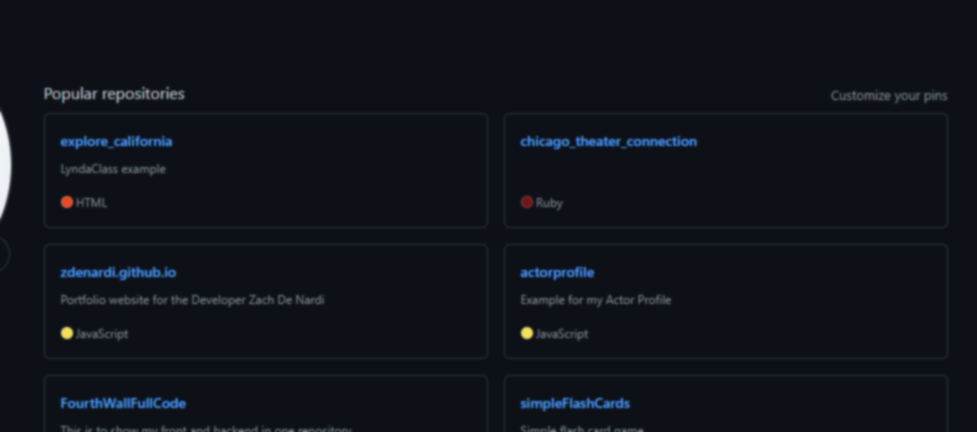 Popular repositories
Customize your pins
explore_california
LyndaClass example
HTML
chicago_theater_connection
Ruby
zdenardi.github.io
Portfolio website for the Developer Zach De Nardi
JavaScript
actorprofile
Example for my Actor Profile
JavaScript
FourthWallFullCode
This is to show my front and backend in one repository
simpleFlashCards
Simple flash card game